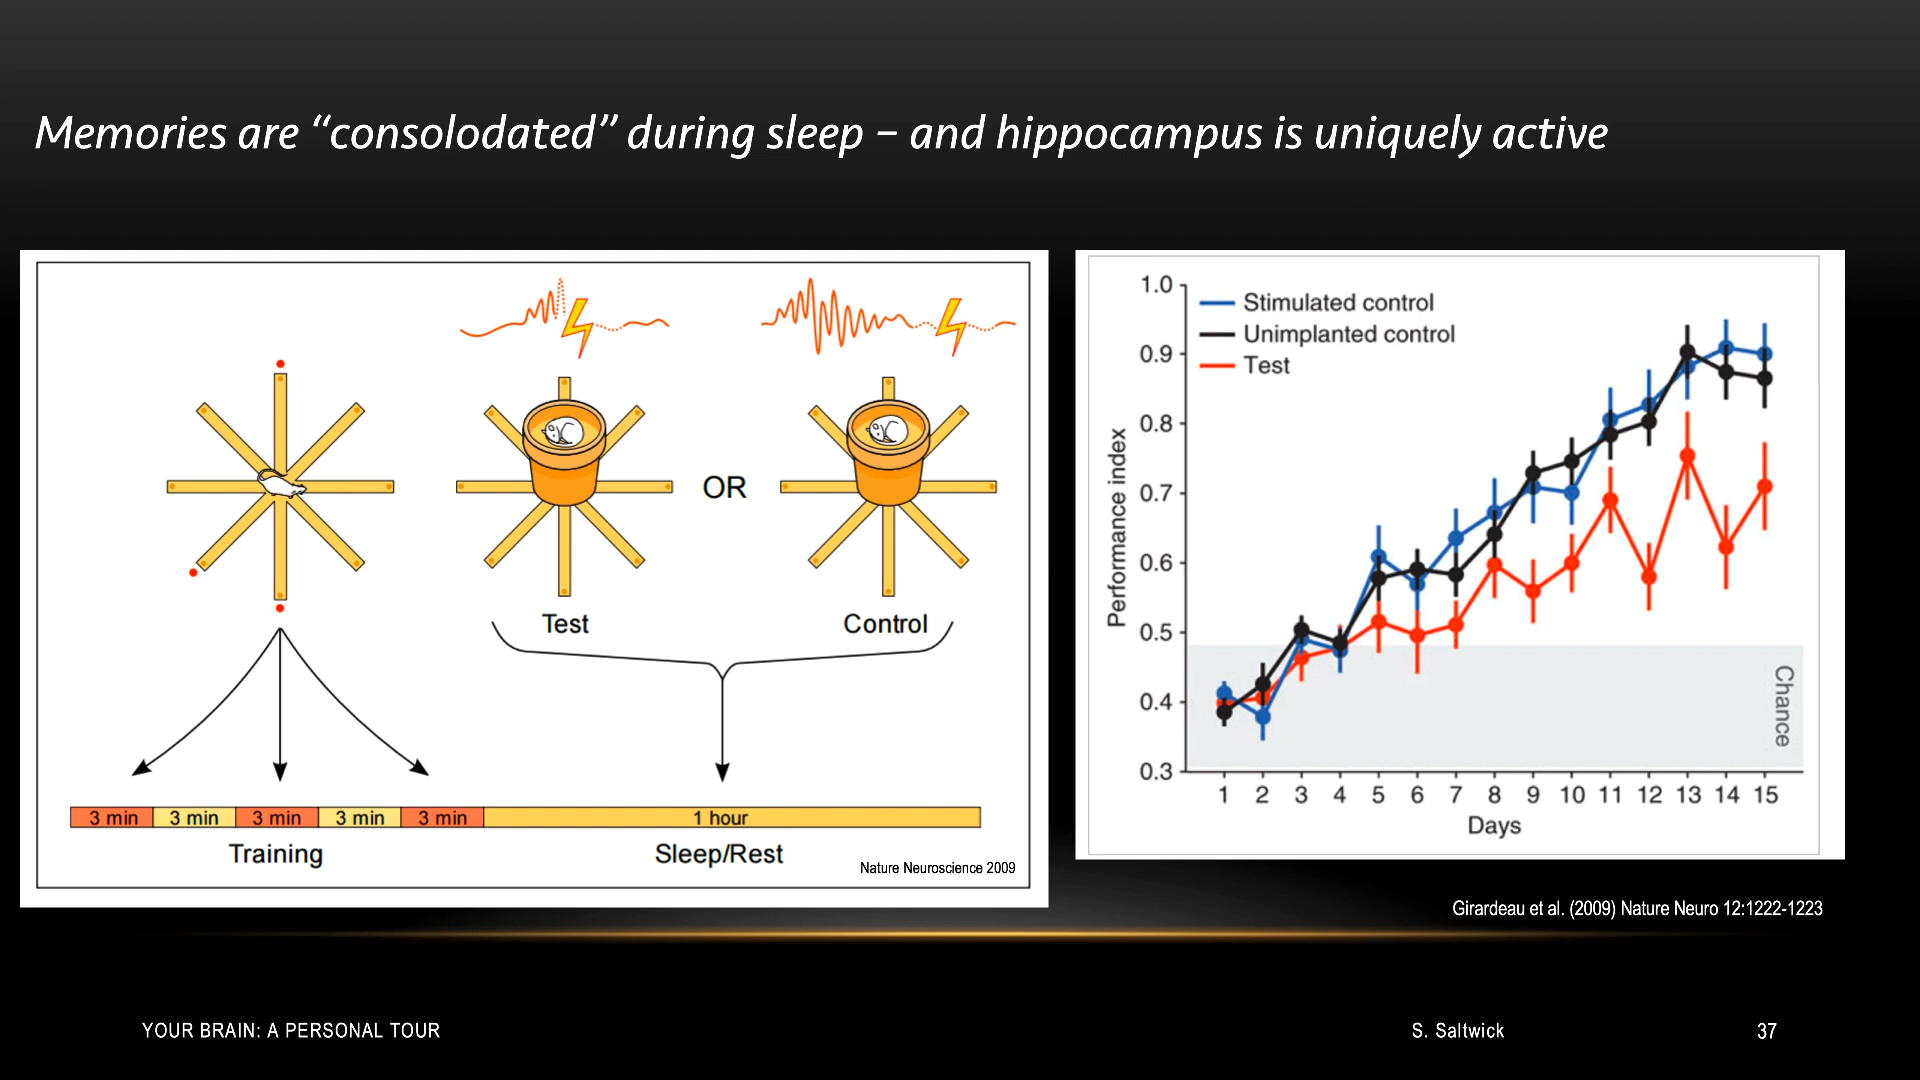 Memories are “consolodated” during sleep – and hippocampus is uniquely active
OR
Test
Control
3 min 3 min 3 min 3 min 3 min 1 hour
Training
Sleep/Rest
Nature Neuroscience 2009
1.0
0.9
0.8
0.7
0.6
0.5
0.4
0.3
Performance index
Stimulated control
Unimplanted control
Test
Chance
1 2 3 4 5 6 7 8 9 10 11 12 13 14 15
Days
Girardeau et al. (2009) Nature Neuro 12:1222-1223
YOUR BRAIN: A PERSONAL TOUR
S. Saltwick
37